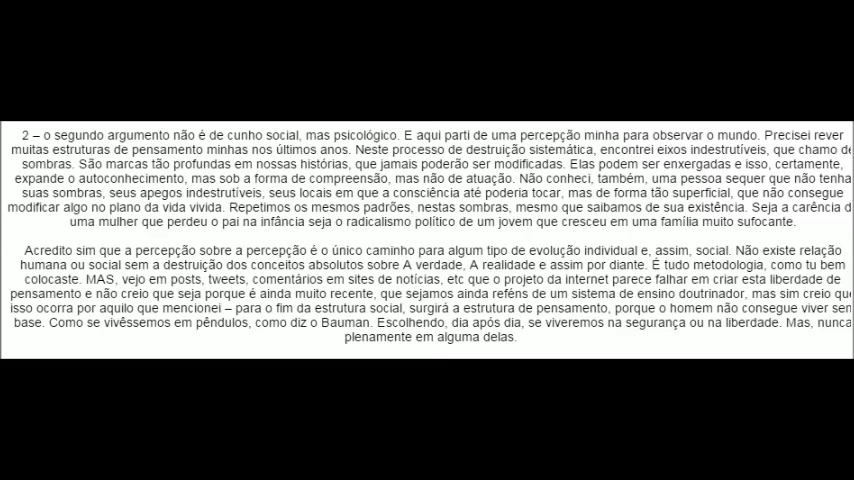 2 – o segundo argumento não é de cunho social, mas psicológico. E aqui parti de uma percepção minha para observar o mundo. Precisei rever
muitas estruturas de pensamento minhas nos últimos anos. Neste processo de destruição sistemática, encontrei eixos indestrutíveis, que chamo de
sombras. São marcas tão profundas em nossas histórias, que jamais poderão ser modificadas. Elas podem ser enxergadas e isso, certamente,
expande o autoconhecimento, mas sob a forma de compreensão, mas não de atuação. Não conheci, também, uma pessoa sequer que não tenha
suas sombras, seus apegos indestrutíveis, seus locais em que a consciência até poderia tocar, mas de forma tão superficial, que não consegue
modificar algo no plano da vida vivida. Repetimos os mesmos padrões, nestas sombras, mesmo que saibamos de sua existência. Seja a carência d
uma mulher que perdeu o pai na infância seja o radicalismo político de um jovem que cresceu em uma família muito sufocante.
Acredito sim que a percepção sobre a percepção é o único caminho para algum tipo de evolução individual e, assim, social. Não existe relação
humana ou social sem a destruição dos conceitos absolutos sobre A verdade, A realidade e assim por diante. É tudo metodologia, como tu bem
colocaste. MAS, vejo em posts, tweets, comentários em sites de notícias, etc que o projeto da internet parece falhar em criar esta liberdade de
pensamento e não creio que seja porque é ainda muito recente, que sejamos ainda reféns de um sistema de ensino doutrinador, mas sim creio que
isso ocorra por aquilo que mencionei – para o fim da estrutura social, surgirá a estrutura de pensamento, porque o homem não consegue viver sem
base. Como se vivêssemos em pêndulos, como diz o Bauman. Escolhendo, dia após dia, se viveremos na segurança ou na liberdade. Mas, nunca
plenamente em alguma delas.